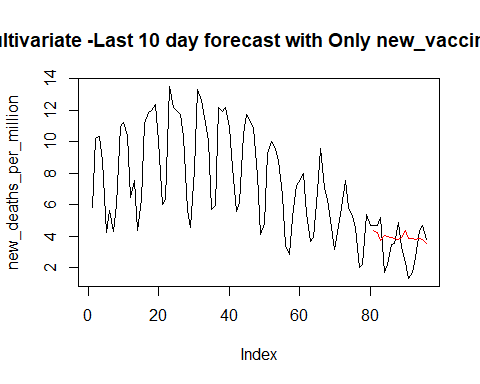 ltivariate -Last 10 day forecast with Only new_vaccin
new_deaths_per_million
2 4 6 8 10 12 14
0 20 40 60 80
Index